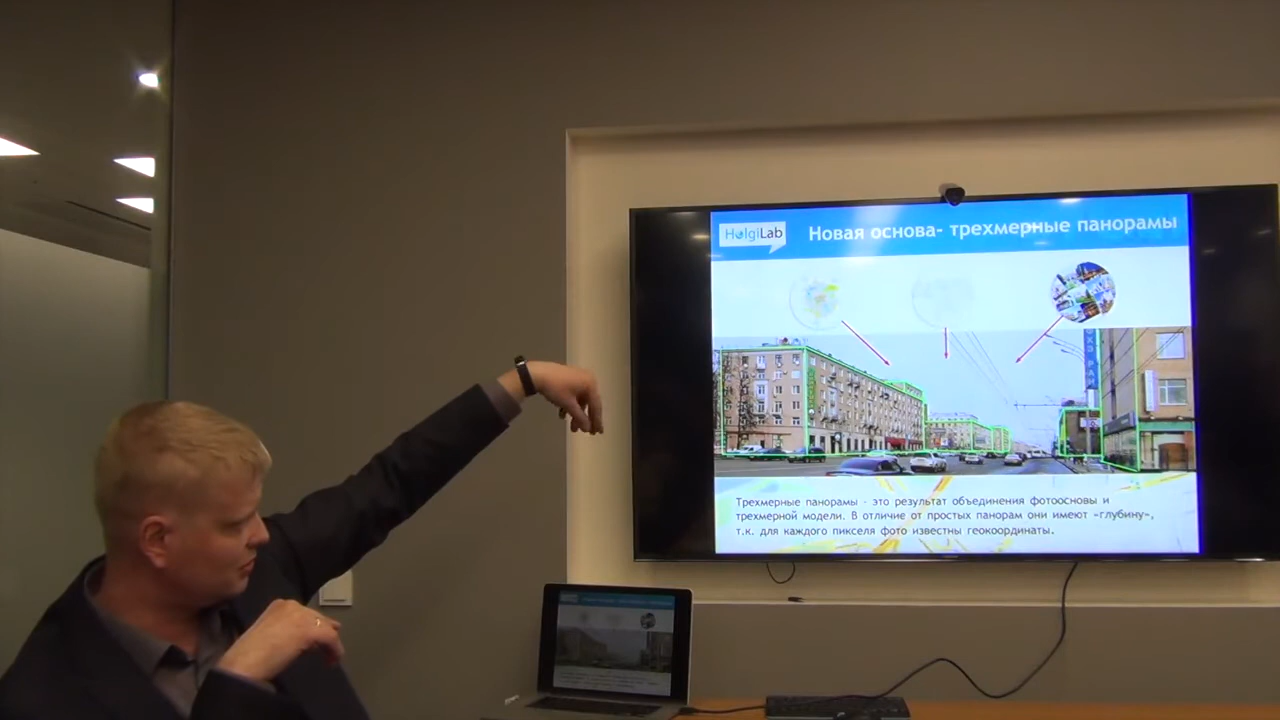 HolgiLab
Новая основа- трехмерные панорамы
Трехмерные панорамы - это результат объединения фотоосновы и
трехмерной модели. В отличие от простых панорам они имеют «глубину»,
т.к. для каждого пикселя фото известны геокоординаты.